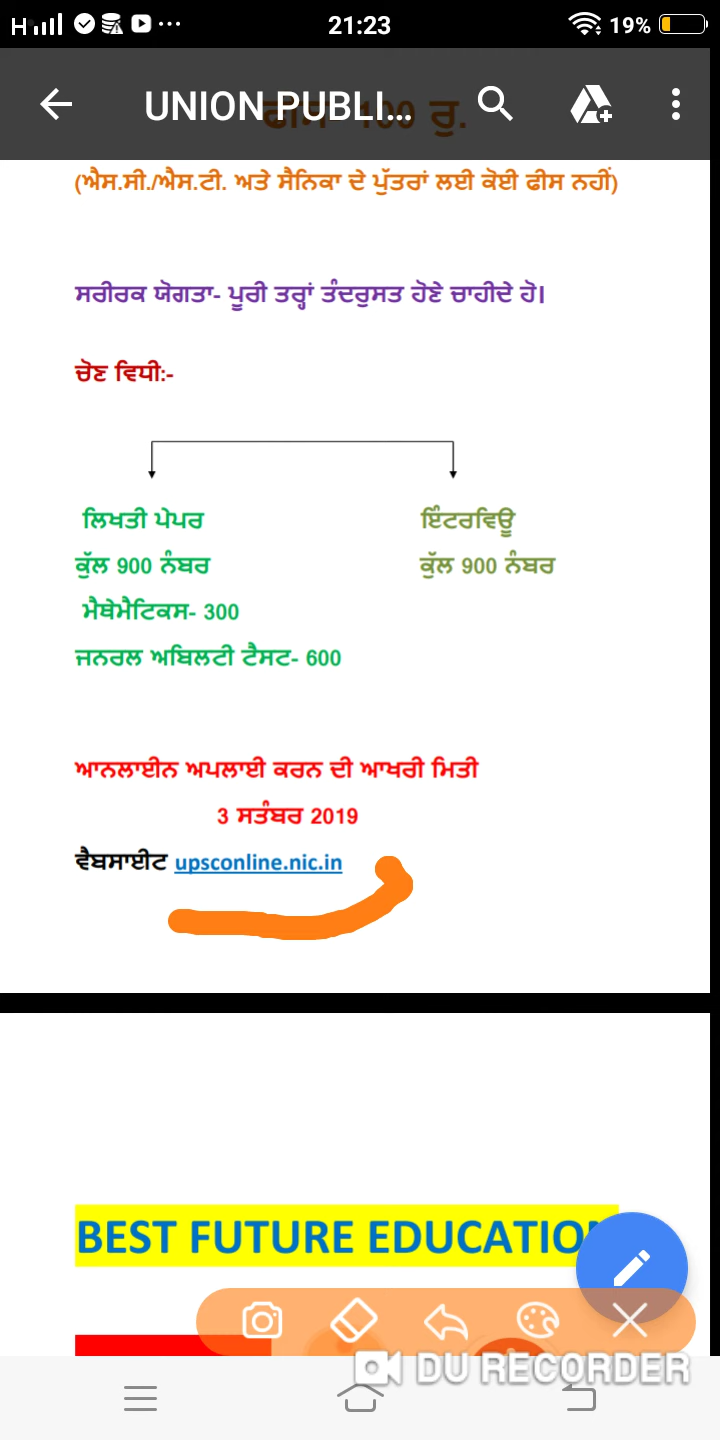 21:23
19%
UNION PUBLI...
ਫੀਸ 100 ਰੁ.
(ਐਸ.ਸੀ./ਐਸ.ਟੀ. ਅਤੇ ਸੈਨਿਕਾ ਦੇ ਪੁੱਤਰਾਂ ਲਈ ਕੋਈ ਫੀਸ ਨਹੀਂ)
ਸਰੀਰਕ ਯੋਗਤਾ- ਪੂਰੀ ਤਰ੍ਹਾਂ ਤੰਦਰੁਸਤ ਹੋਣੇ ਚਾਹੀਦੇ ਹੋ।
ਚੋਣ ਵਿਧੀ:-
ਲਿਖਤੀ ਪੇਪਰ
ਕੁੱਲ 900 ਨੰਬਰ
ਮੈਥੇਮੈਟਿਕਸ- 300
ਜਨਰਲ ਅਬਿਲਟੀ ਟੈਸਟ- 600
ਇੰਟਰਵਿਊ
ਕੁੱਲ 900 ਨੰਬਰ
ਆਨਲਾਈਨ ਅਪਲਾਈ ਕਰਨ ਦੀ ਆਖਰੀ ਮਿਤੀ
3 ਸਤੰਬਰ 2019
ਵੈਬਸਾਈਟ upsconline.nic.in
BEST FUTURE EDUCATION
DU RECORDER